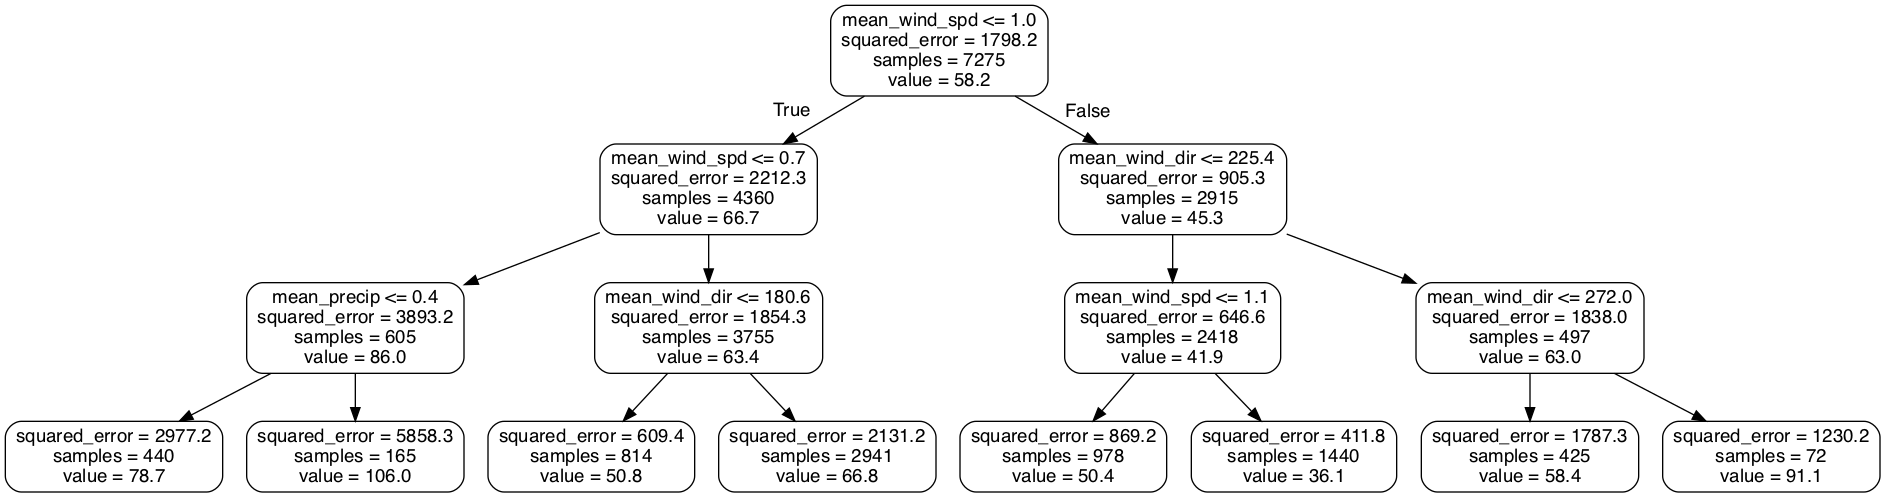 mean_wind_spd <= 1.0
squared_error = 1798.2
samples = 7275
value = 58.2
True
False
mean_wind_spd <= 0.7
squared_error = 2212.3
samples = 4360
value = 66.7
mean_wind_dir <= 225.4
squared_error = 905.3
samples = 2915
value = 45.3
mean_precip <= 0.4
squared_error = 3893.2
samples = 605
value = 86.0
mean_wind_dir <= 180.6
squared_error = 1854.3
samples = 3755
value = 63.4
mean_wind_spd <= 1.1
squared_error = 646.6
samples = 2418
value = 41.9
mean_wind_dir <= 272.0
squared_error = 1838.0
samples = 497
value = 63.0
squared_error = 2977.2
samples = 440
value = 78.7
squared_error = 5858.3
samples = 165
value = 106.0
squared_error = 609.4
samples = 814
value = 50.8
squared_error = 2131.2
samples = 2941
value = 66.8
squared_error = 869.2
samples = 978
value = 50.4
squared_error = 411.8
samples = 1440
value = 36.1
squared_error = 1787.3
samples = 425
value = 58.4
squared_error = 1230.2
samples = 72
value = 91.1